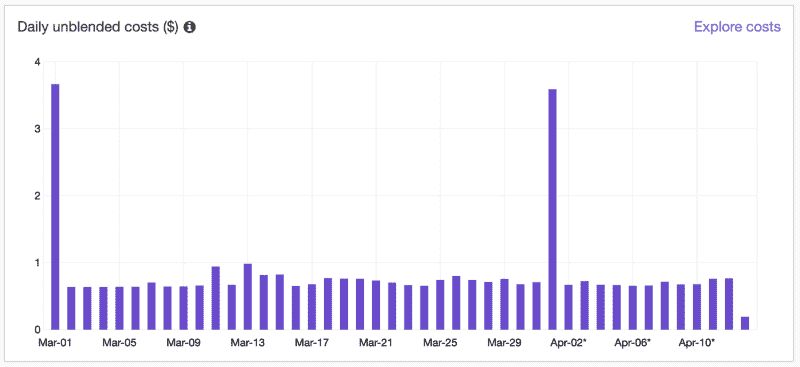 Daily unblended costs ($)
Explore costs
4
3
2
1
0
Mar-01 Mar-05 Mar-09 Mar-13 Mar-17 Mar-21 Mar-25 Mar-29 Apr-02* Apr-06* Apr-10*